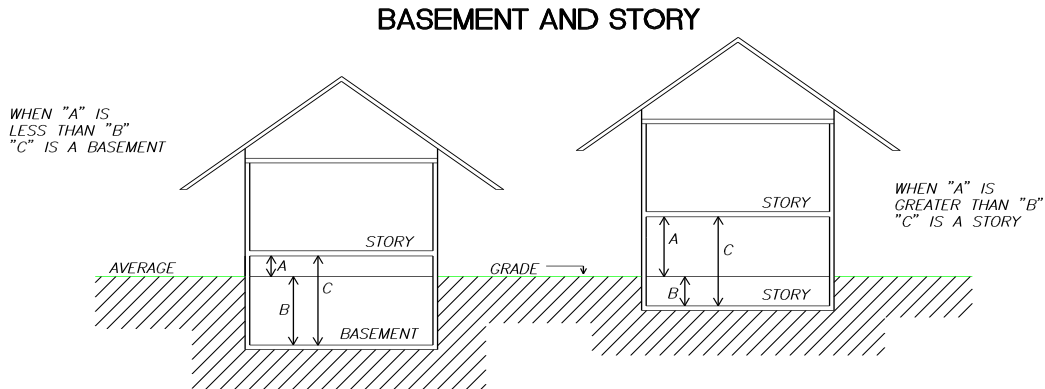 BASEMENT AND STORY
WHEN "A" IS
LESS THAN "B"
"C" IS A BASEMENT
STORY
A
AVERAGE
B
C
BASEMENT
GRADE
STORY
A
C
B
STORY
WHEN "A" IS
GREATER THAN "B"
"C" IS A STORY